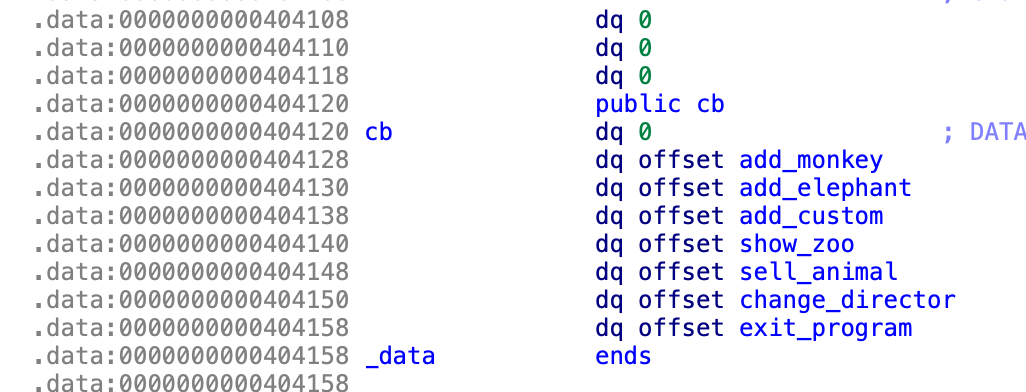 .data:0000000000404108 dq 0
.data:0000000000404110 dq 0
.data:0000000000404118 dq 0
.data:0000000000404120 public cb
.data:0000000000404120 cb dq 0 ; DATA
.data:0000000000404128 dq offset add_monkey
.data:0000000000404130 dq offset add_elephant
.data:0000000000404138 dq offset add_custom
.data:0000000000404140 dq offset show_zoo
.data:0000000000404148 dq offset sell_animal
.data:0000000000404150 dq offset change_director
.data:0000000000404158 dq offset exit_program
.data:0000000000404158 _data ends
.data:0000000000404158